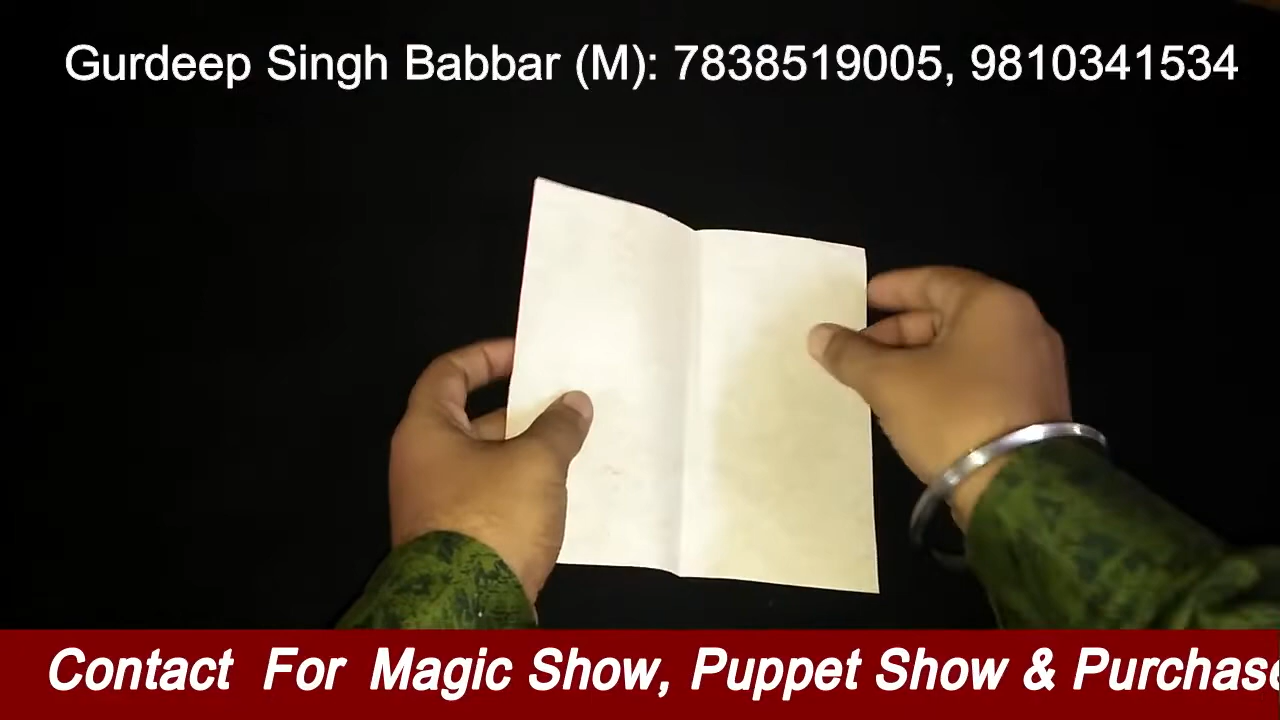 Gurdeep Singh Babbar (M): 7838519005, 9810341534
Contact For Magic Show, Puppet Show & Purchase